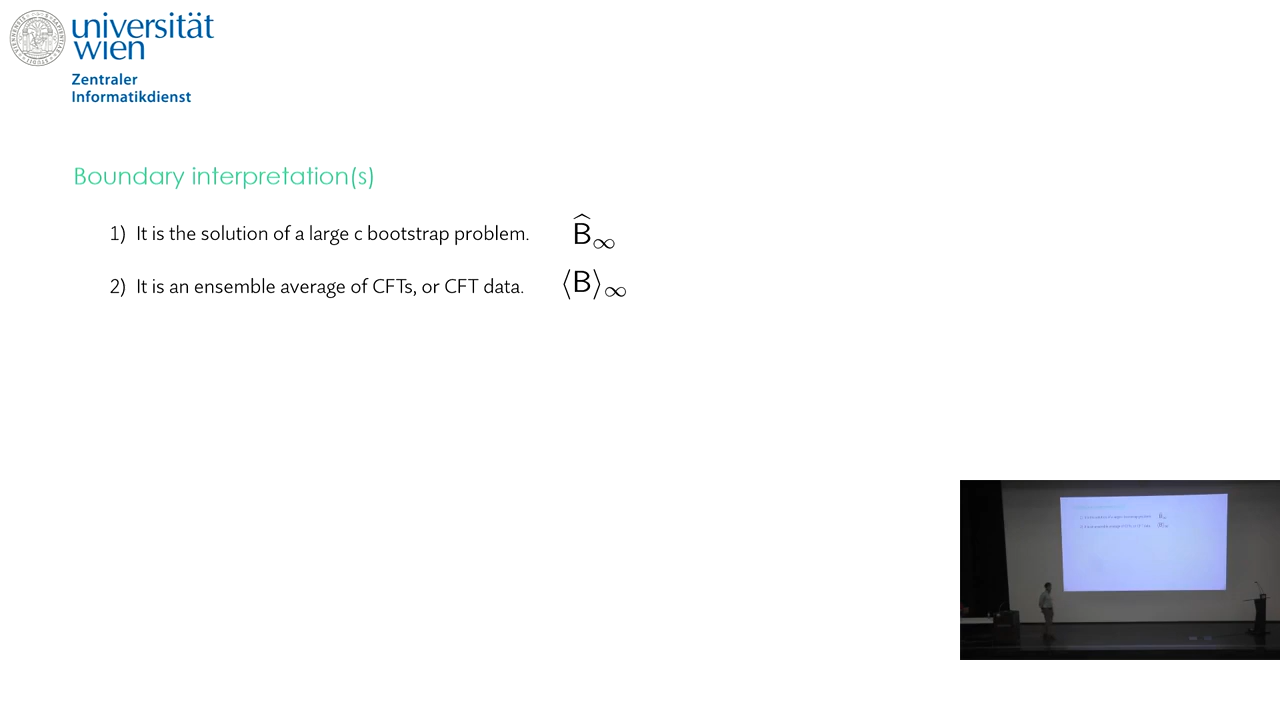 universität
wien
Zentraler
Informatikdienst
Boundary interpretation(s)
1) It is the solution of a large c bootstrap problem. B̂∞
2) It is an ensemble average of CFTs, or CFT data. ⟨B⟩∞